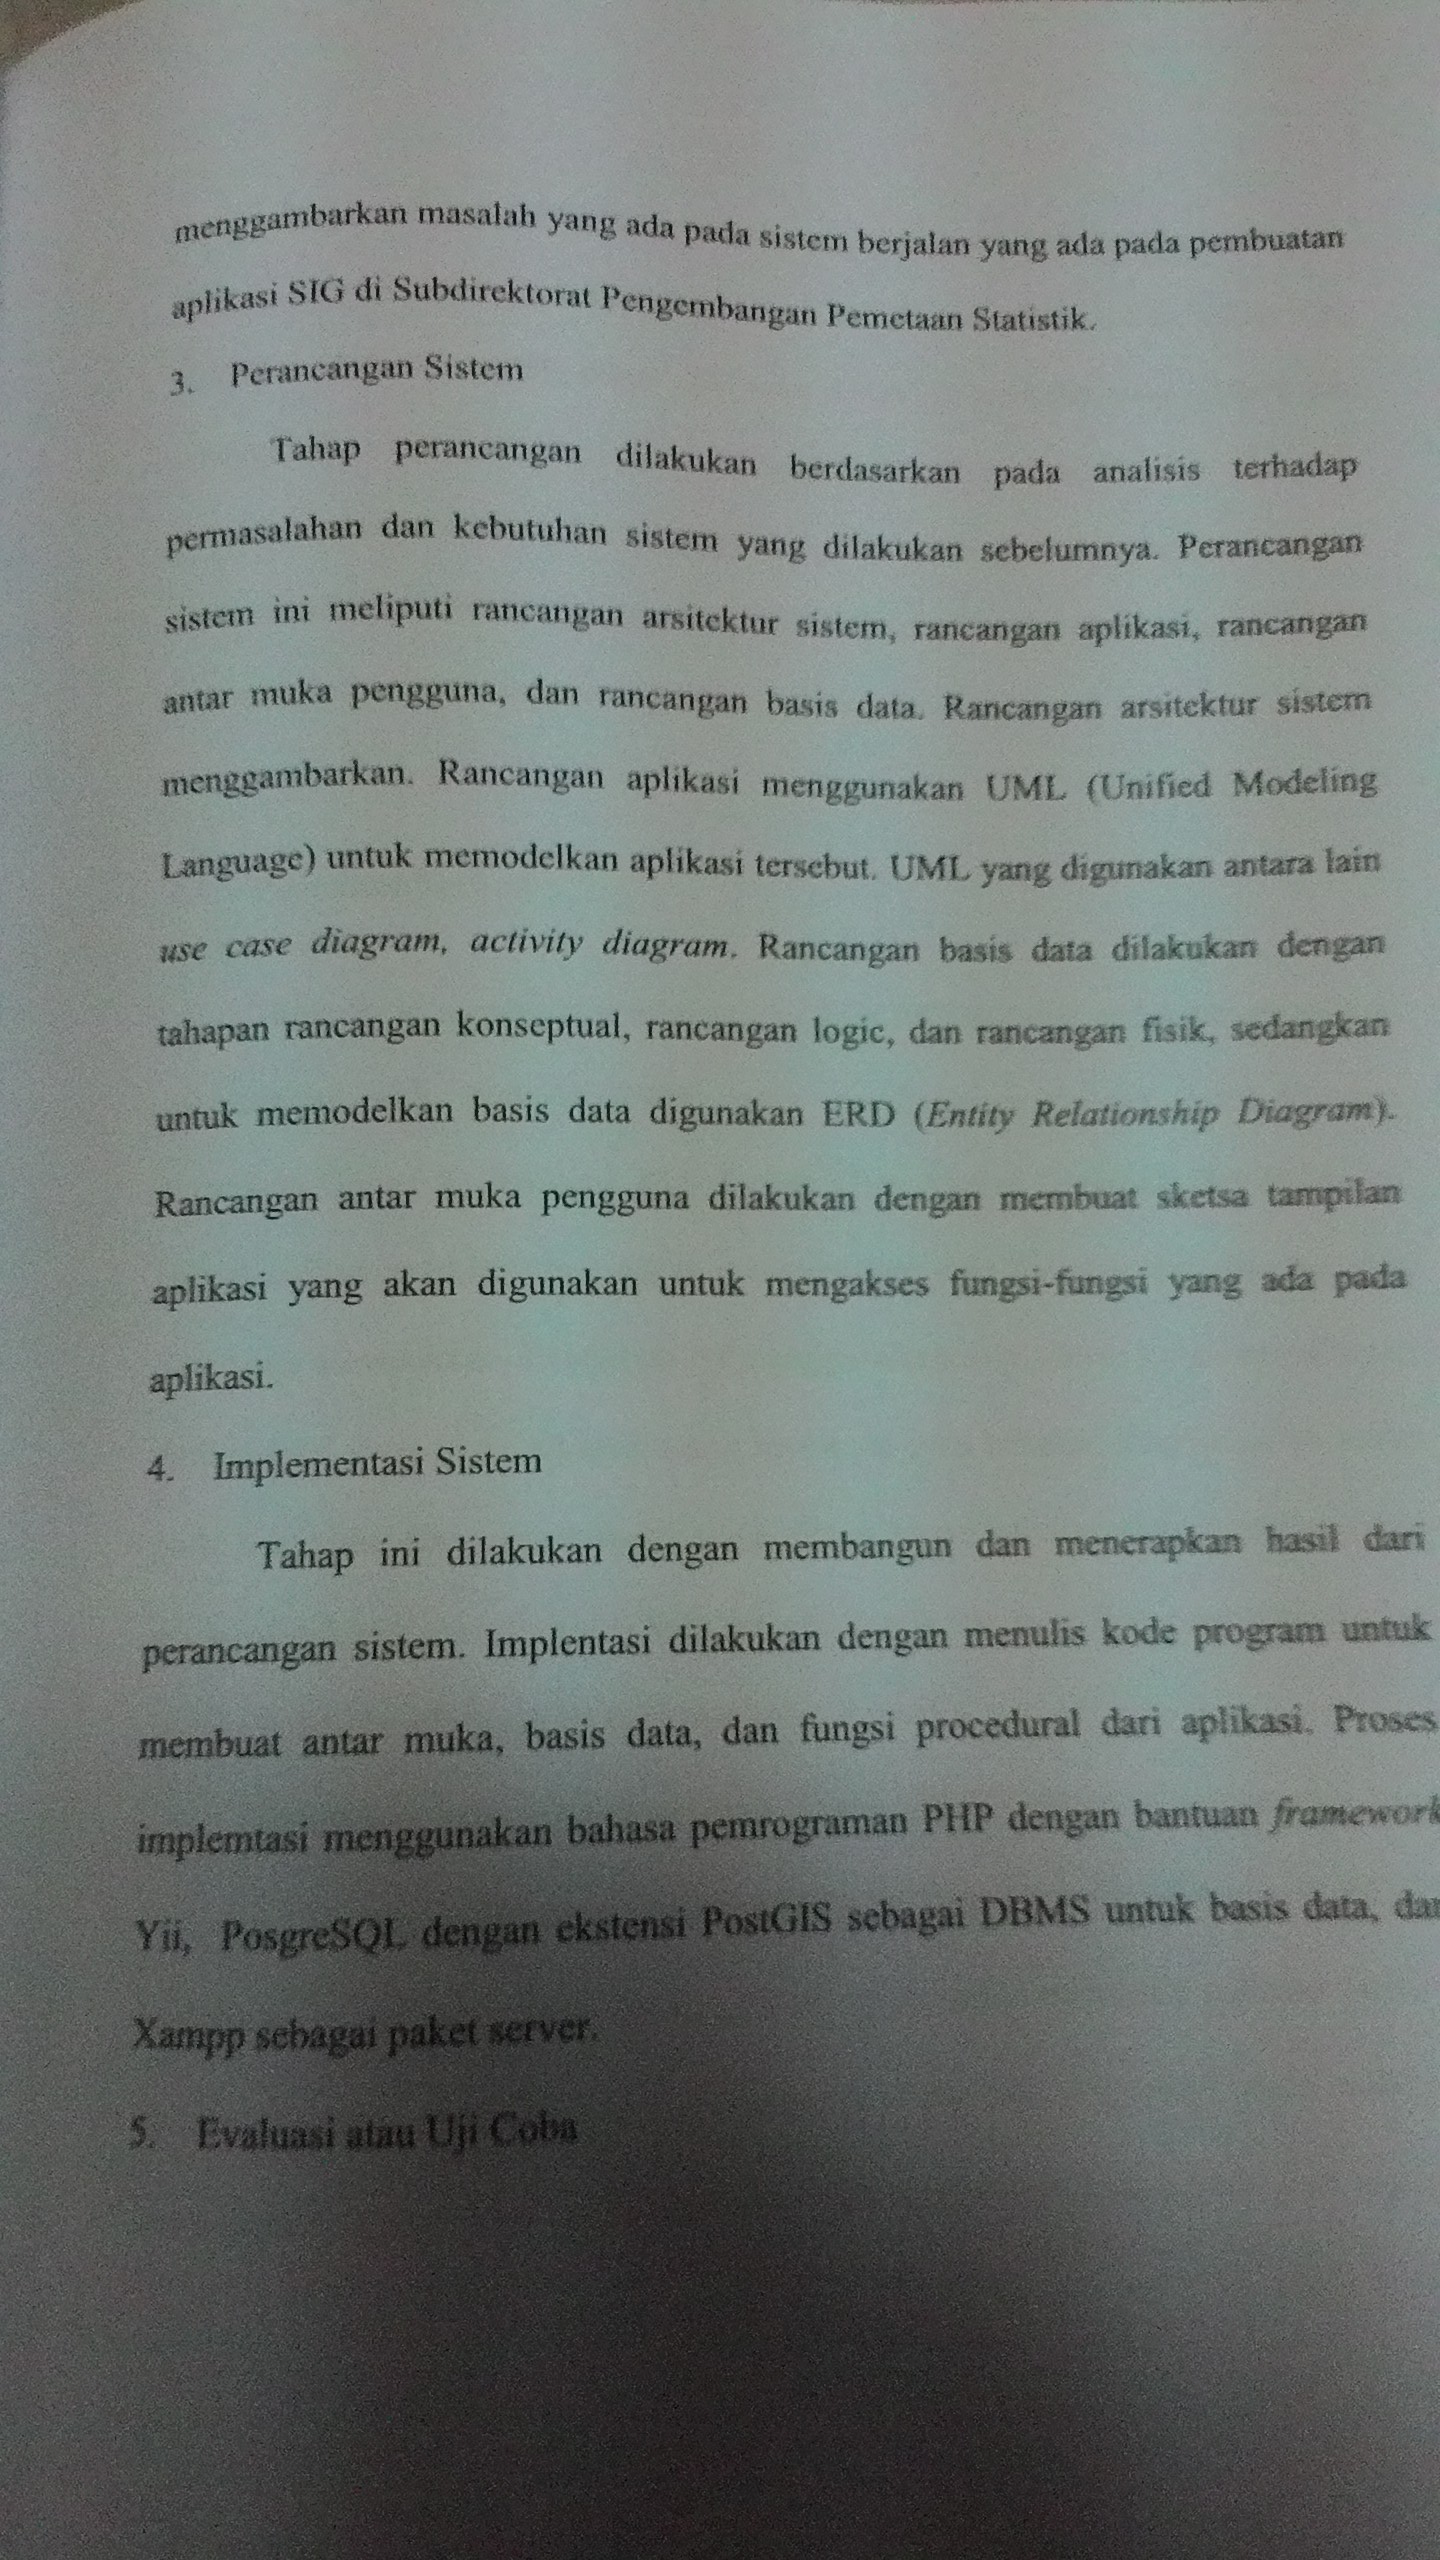 menggambarkan masalah yang ada pada sistem berjalan yang ada pada pembuatan
aplikasi SIG di Subdirektorat Pengembangan Pemetaan Statistik.
3. Perancangan Sistem
Tahap perancangan dilakukan berdasarkan pada analisis terhadap
permasalahan dan kebutuhan sistem yang dilakukan sebelumnya. Perancangan
sistem ini meliputi rancangan arsitektur sistem, rancangan aplikasi, rancangan
antar muka pengguna, dan rancangan basis data. Rancangan arsitektur sistem
menggambarkan. Rancangan aplikasi menggunakan UML (Unified Modeling
Language) untuk memodelkan aplikasi tersebut. UML yang digunakan antara lain
use case diagram, activity diagram. Rancangan basis data dilakukan dengan
tahapan rancangan konseptual, rancangan logic, dan rancangan fisik, sedangkan
untuk memodelkan basis data digunakan ERD (Entity Relationship Diagram).
Rancangan antar muka pengguna dilakukan dengan membuat sketsa tampilan
aplikasi yang akan digunakan untuk mengakses fungsi-fungsi yang ada pada
aplikasi.
4. Implementasi Sistem
Tahap ini dilakukan dengan membangun dan menerapkan hasil dari
perancangan sistem. Implentasi dilakukan dengan menulis kode program untuk
membuat antar muka, basis data, dan fungsi procedural dari aplikasi. Proses
implemtasi menggunakan bahasa pemrograman PHP dengan bantuan framework
Yii, PosgreSQL dengan ekstensi PostGIS sebagai DBMS untuk basis data, dan
Xampp sebagai paket server.
5. Evaluasi atau Uji Coba